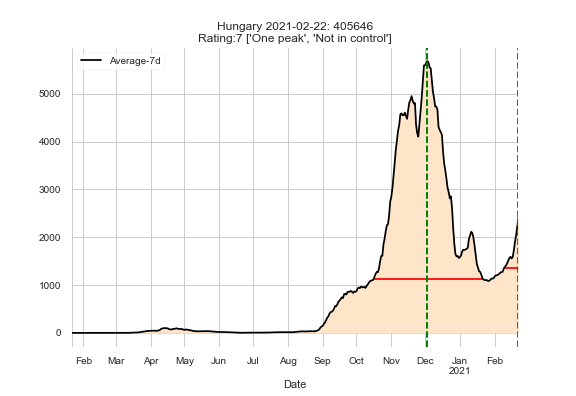 Hungary 2021-02-22: 405646
Rating:7 ['One peak', 'Not in control']
Average-7d
5000
4000
3000
2000
1000
0
Feb Mar Apr May Jun Jul Aug Sep Oct Nov Dec Jan Feb
2021
Date